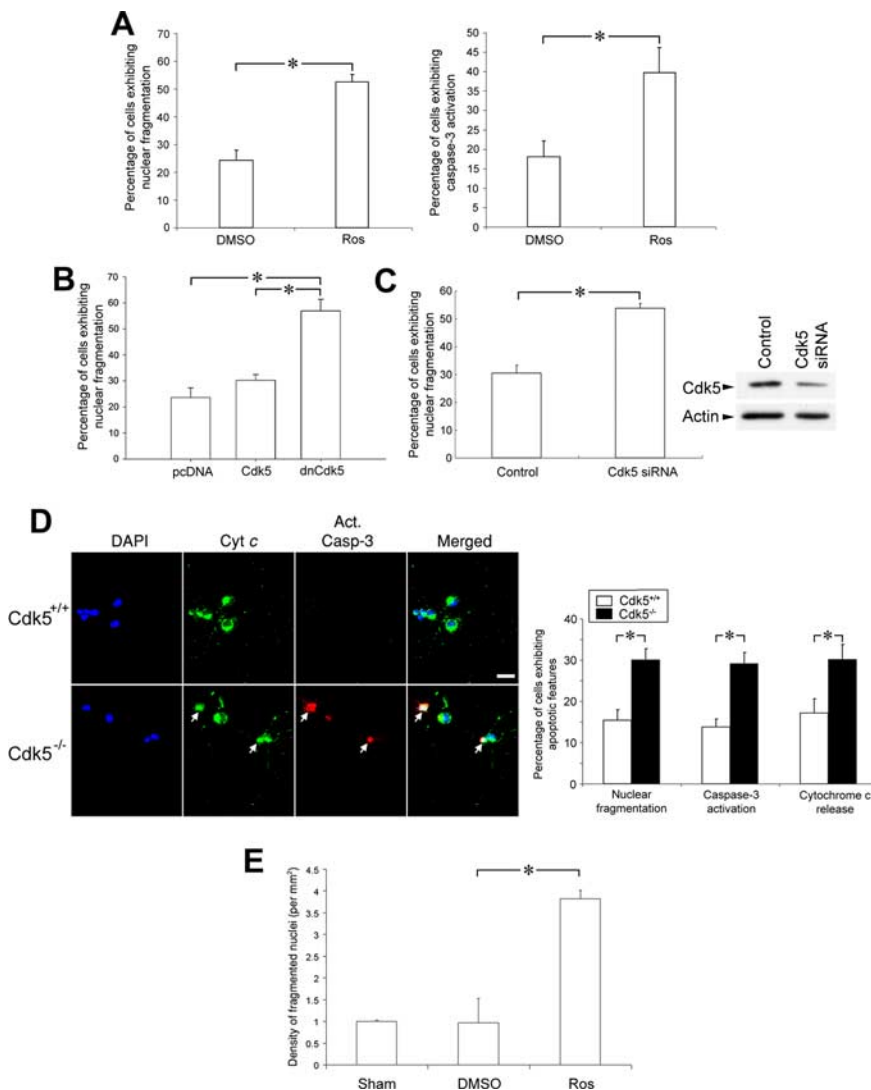 A
Percentage of cells exhibiting
nuclear fragmentation
70
60
50
40
30
20
10
0
*
DMSO
Ros
Percentage of cells exhibiting
caspase-3 activation
50
45
40
35
30
25
20
15
10
5
0
*
DMSO
Ros
B
Percentage of cells exhibiting
nuclear fragmentation
70
60
50
40
30
20
10
0
*
*
pcDNA
Cdk5
dnCdk5
C
Percentage of cells exhibiting
nuclear fragmentation
60
50
40
30
20
10
0
*
Control
Cdk5 siRNA
Control
Cdk5
siRNA
Cdk5
Actin
D
DAPI
Cyt c
Act.
Casp-3
Merged
Cdk5+/+
Cdk5-/-
Cdk5+/+
Cdk5-/-
Percentage of cells exhibiting
apoptotic features
40
30
20
10
0
*
*
*
Nuclear
fragmentation
Caspase-3
activation
Cytochrome c
release
E
Density of fragmented nuclei (per mm²)
4.5
4
3.5
3
2.5
2
1.5
1
0.5
0
*
Sham
DMSO
Ros